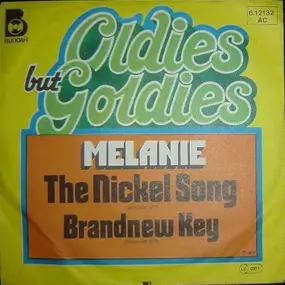 BUDDAH
6.12132
AC
Oldies
but
Goldies
MELANIE
The Nickel Song
Brandnew Key